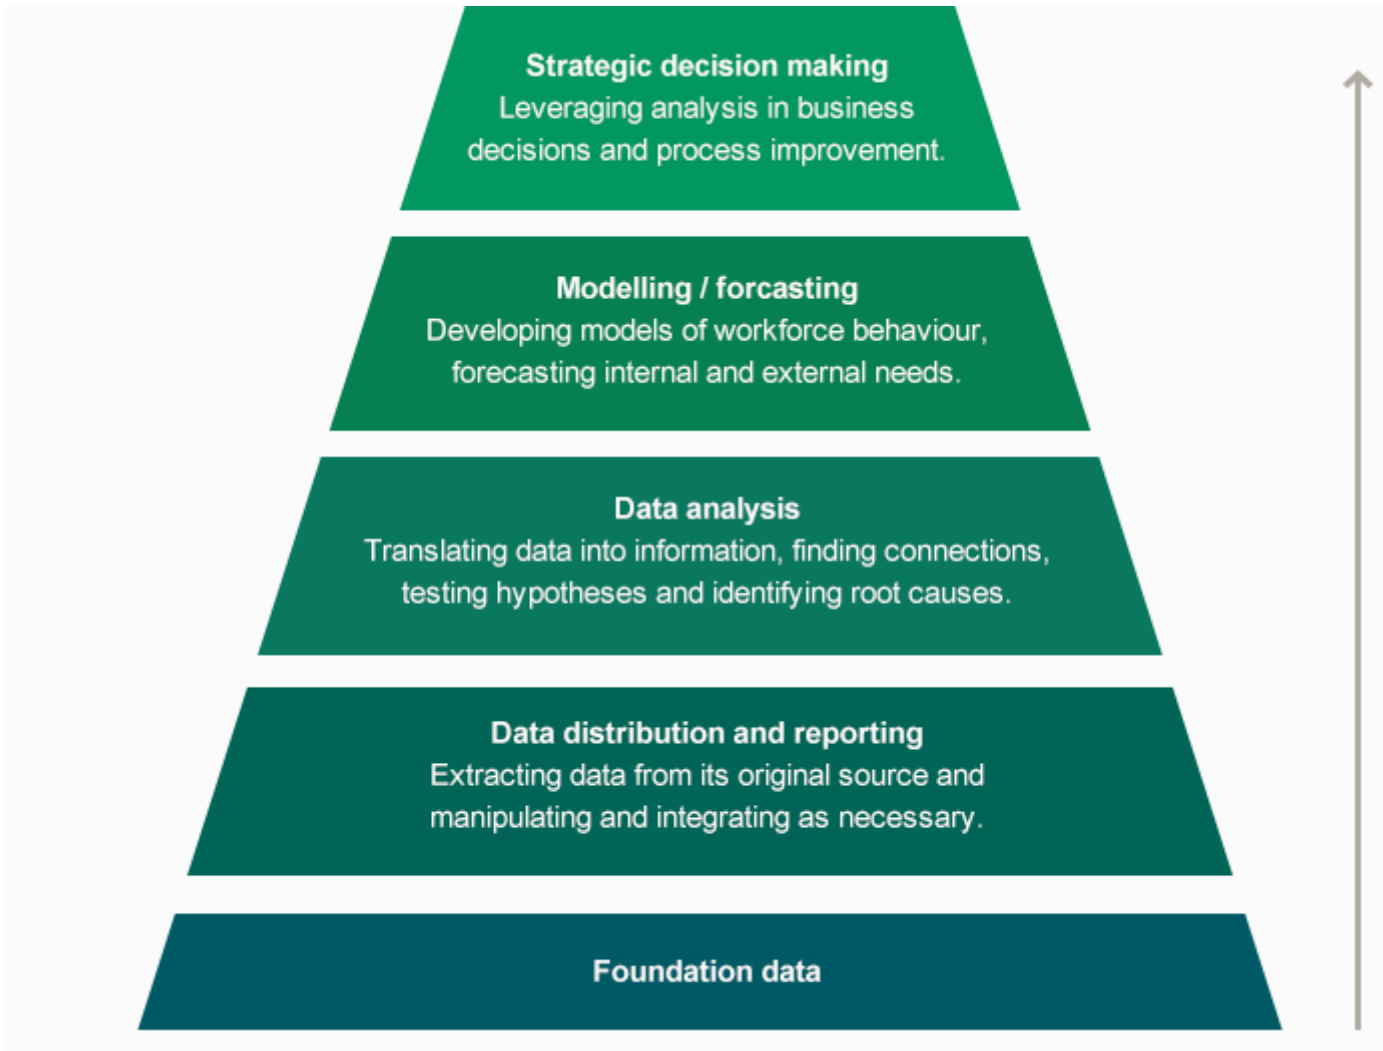 Strategic decision making
Leveraging analysis in business
decisions and process improvement.
Modelling / forcasting
Developing models of workforce behaviour,
forecasting internal and external needs.
Data analysis
Translating data into information, finding connections,
testing hypotheses and identifying root causes.
Data distribution and reporting
Extracting data from its original source and
manipulating and integrating as necessary.
Foundation data